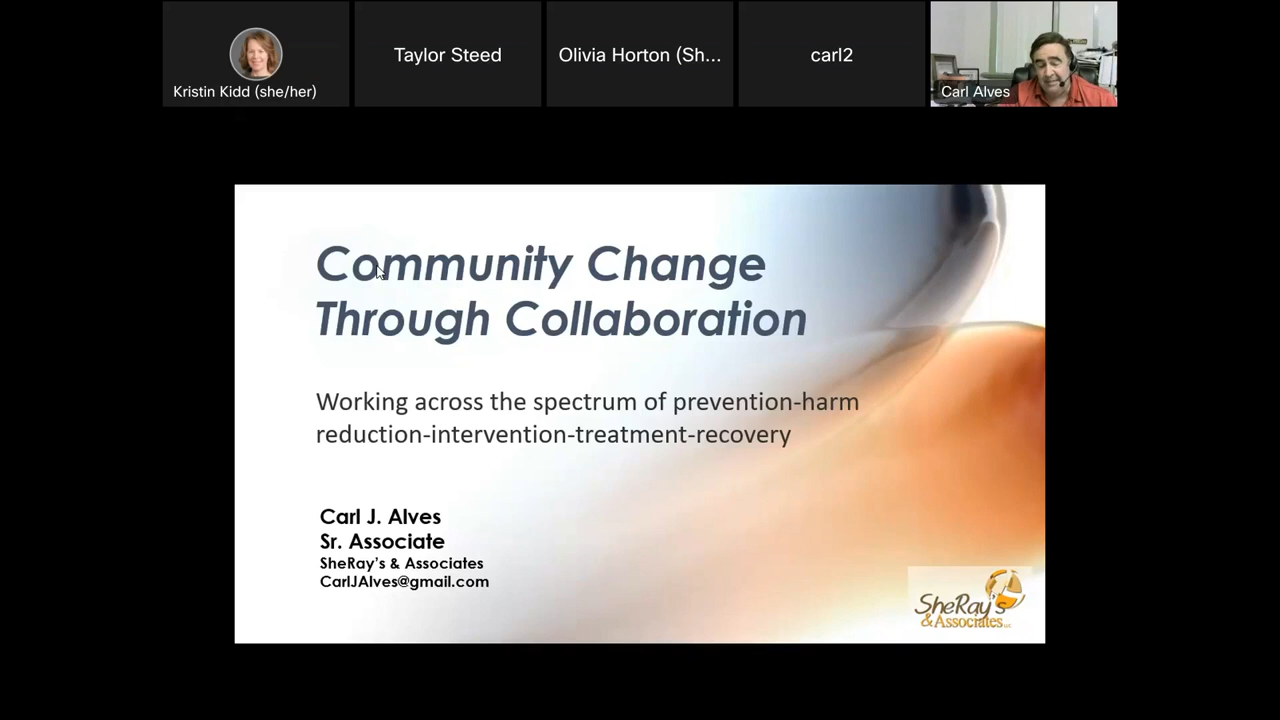 Kristin Kidd (she/her)
Taylor Steed
Olivia Horton (Sh...
carl2
Carl Alves
Community Change
Through Collaboration
Working across the spectrum of prevention-harm
reduction-intervention-treatment-recovery
Carl J. Alves
Sr. Associate
SheRay's & Associates
CarlJAlves@gmail.com
SheRay's
& Associates